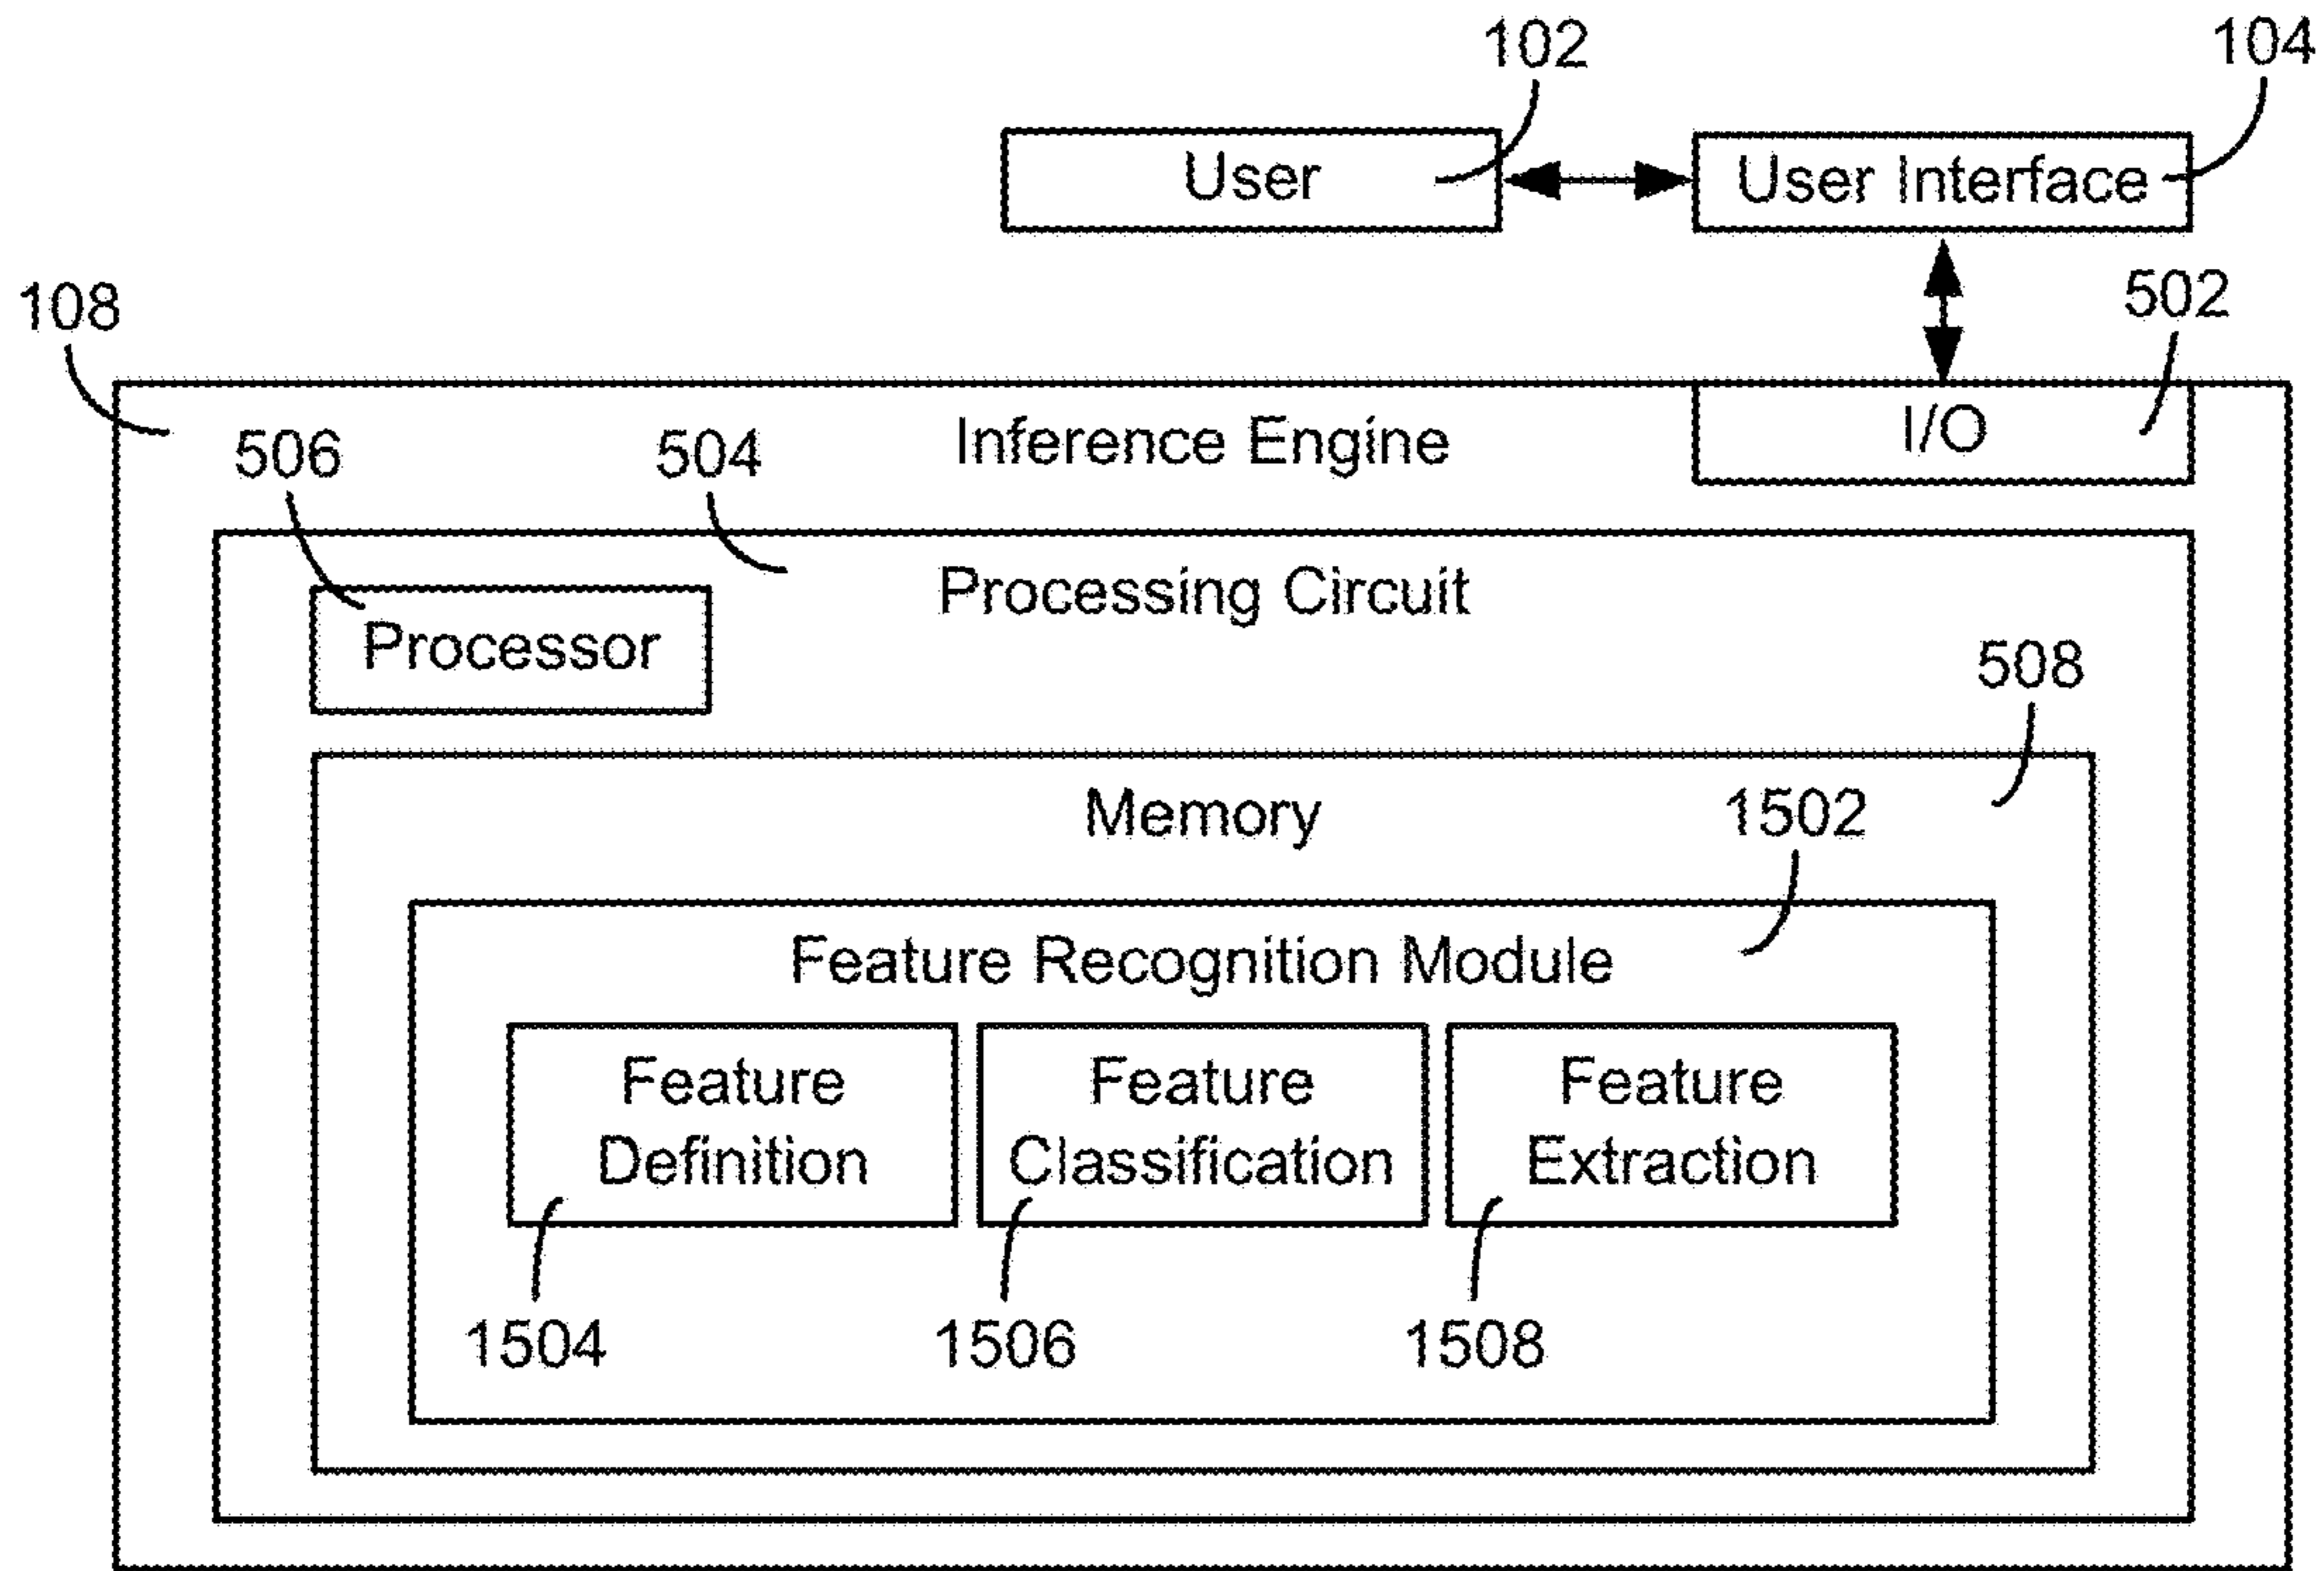 102
104
User
User Interface
108
502
506
504
Inference Engine
I/O
Processing Circuit
Processor
508
Memory
1502
Feature Recognition Module
Feature
Definition
Feature
Classification
Feature
Extraction
1504
1506
1508